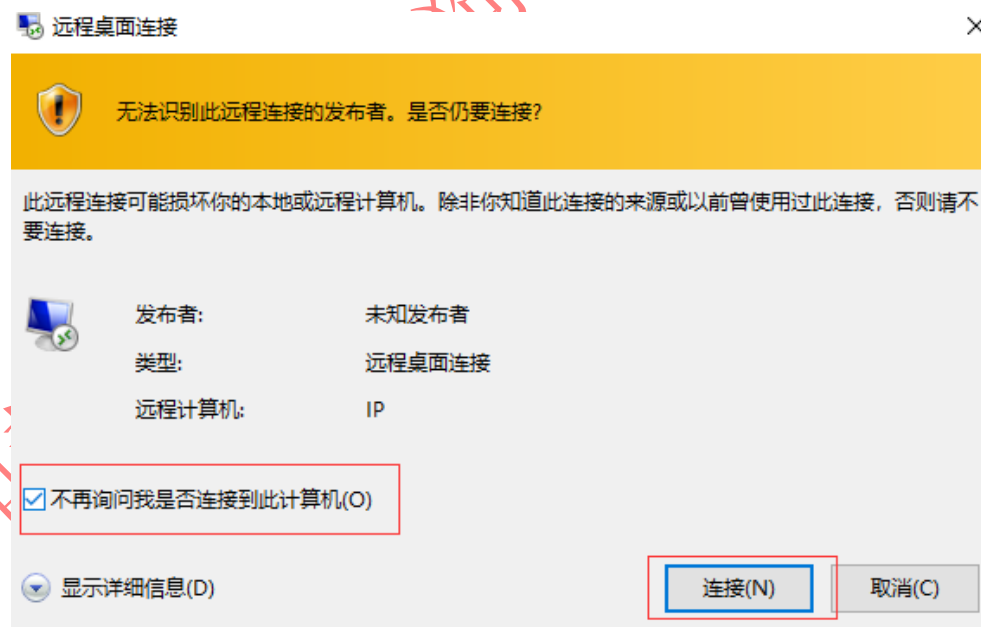 远程桌面连接
无法识别此远程连接的发布者。是否仍要连接?
此远程连接可能损坏你的本地或远程计算机。除非你知道此连接的来源或以前曾使用过此连接，否则请不
要连接。
发布者: 未知发布者
类型: 远程桌面连接
远程计算机: IP
不再询问我是否连接到此计算机(O)
显示详细信息(D) 连接(N) 取消(C)